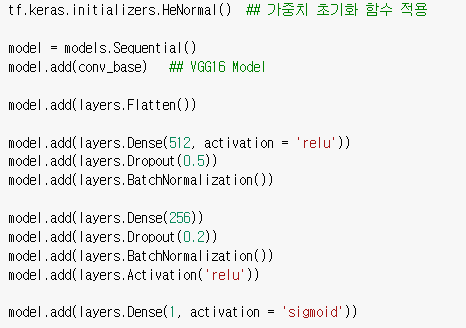 tf.keras.initializers.HeNormal()  ## 가중치 초기화 함수 적용
model = models.Sequential()
model.add(conv_base)   ## VGG16 Model
model.add(layers.Flatten())
model.add(layers.Dense(512, activation = 'relu'))
model.add(layers.Dropout(0.5))
model.add(layers.BatchNormalization())
model.add(layers.Dense(256))
model.add(layers.Dropout(0.2))
model.add(layers.BatchNormalization())
model.add(layers.Activation('relu'))
model.add(layers.Dense(1, activation = 'sigmoid'))